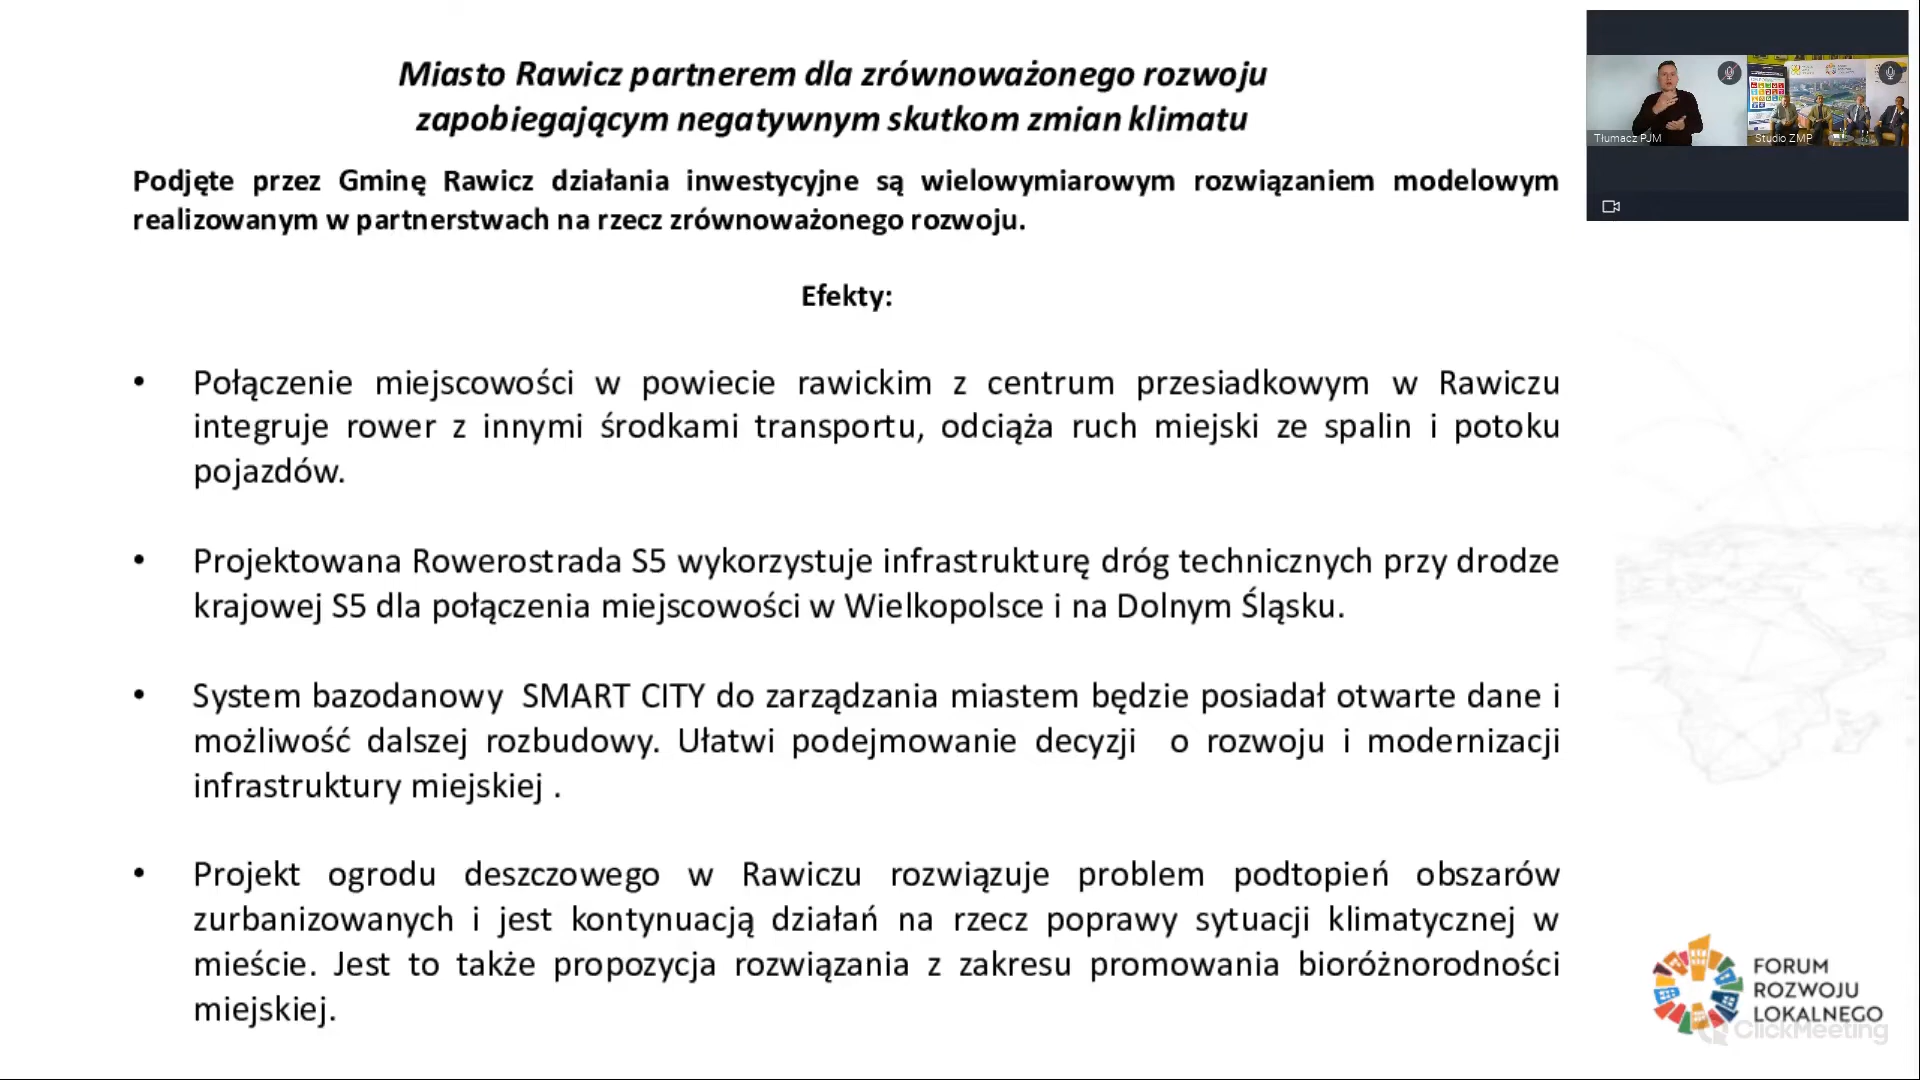 Miasto Rawicz partnerem dla zrównoważonego rozwoju
zapobiegającym negatywnym skutkom zmian klimatu
Podjęte przez Gminę Rawicz działania inwestycyjne są wielowymiarowym rozwiązaniem modelowym
realizowanym w partnerstwach na rzecz zrównoważonego rozwoju.
Efekty:
• Połączenie miejscowości w powiecie rawickim z centrum przesiadkowym w Rawiczu
integruje rower z innymi środkami transportu, odciąża ruch miejski ze spalin i potoku
pojazdów.
• Projektowana Rowerostrada S5 wykorzystuje infrastrukturę dróg technicznych przy drodze
krajowej S5 dla połączenia miejscowości w Wielkopolsce i na Dolnym Śląsku.
• System bazodanowy  SMART CITY do zarządzania miastem będzie posiadał otwarte dane i
możliwość dalszej rozbudowy. Ułatwi podejmowanie decyzji  o rozwoju i modernizacji
infrastruktury miejskiej .
• Projekt ogrodu deszczowego w Rawiczu rozwiązuje problem podtopień obszarów
zurbanizowanych i jest kontynuacją działań na rzecz poprawy sytuacji klimatycznej w
mieście. Jest to także propozycja rozwiązania z zakresu promowania bioróżnorodności
miejskiej.
Tłumacz PJM
Studio ZMP
FORUM
ROZWOJU
LOKALNEGO
ClickMeeting